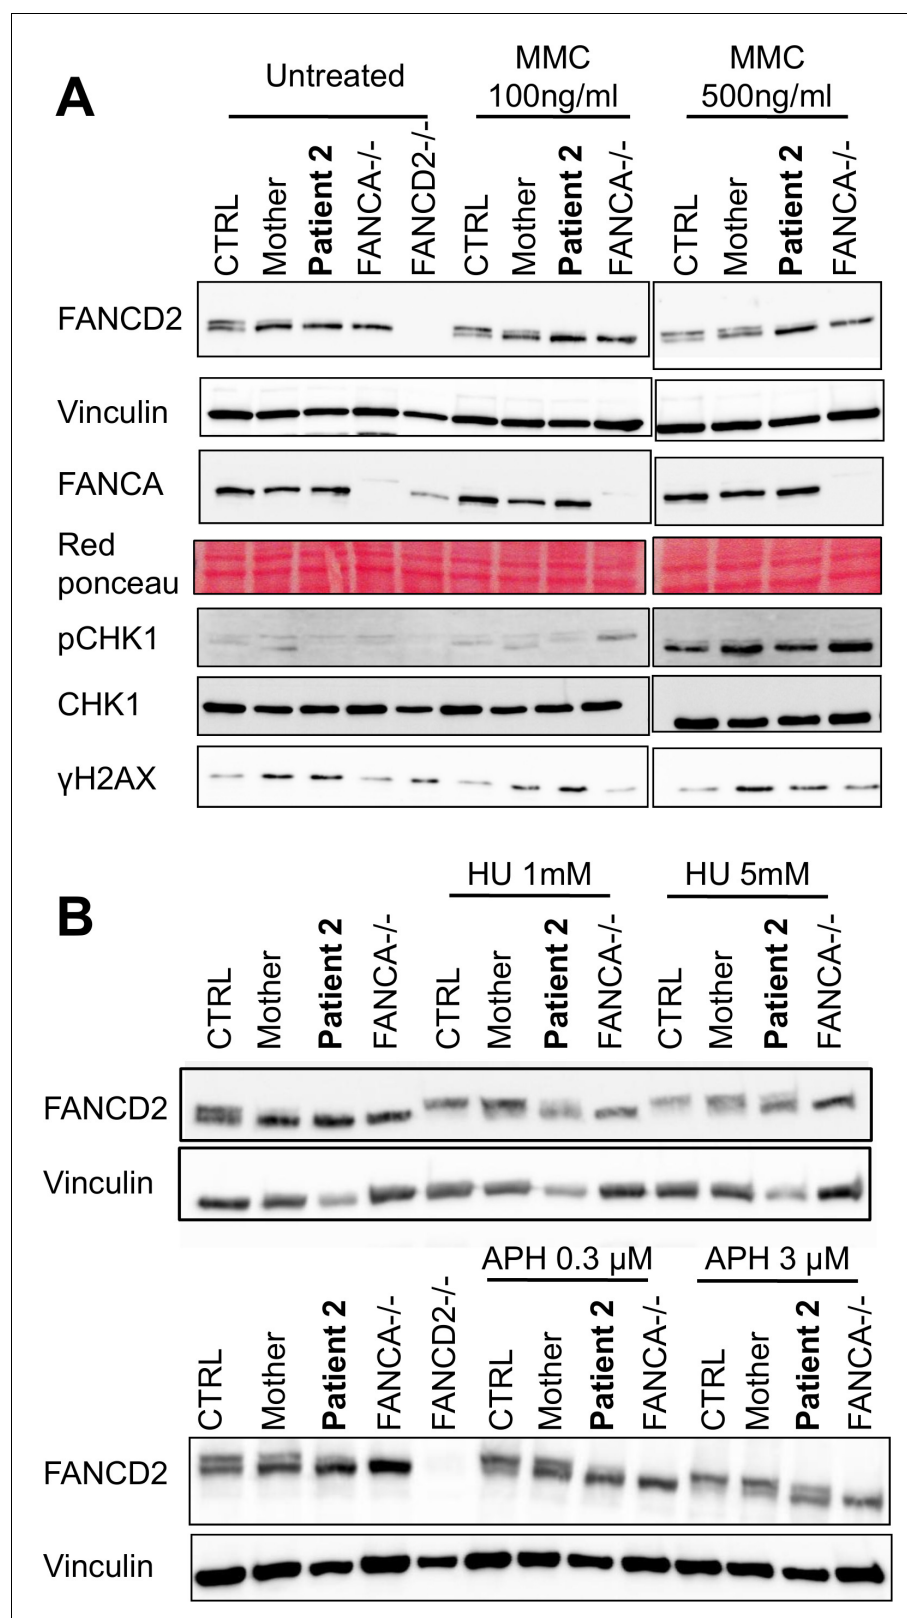 A
Untreated
MMC
100ng/ml
MMC
500ng/ml
CTRL
Mother
Patient 2
FANCA-/-
FANCD2-/-
CTRL
Mother
Patient 2
FANCA-/-
CTRL
Mother
Patient 2
FANCA-/-
FANCD2
Vinculin
FANCA
Red
ponceau
pCHK1
CHK1
γH2AX
B
HU 1mM
HU 5mM
CTRL
Mother
Patient 2
FANCA-/-
CTRL
Mother
Patient 2
FANCA-/-
CTRL
Mother
Patient 2
FANCA-/-
FANCD2
Vinculin
APH 0.3 µM
APH 3 µM
CTRL
Mother
Patient 2
FANCA-/-
FANCD2-/-
CTRL
Mother
Patient 2
FANCA-/-
CTRL
Mother
Patient 2
FANCA-/-
FANCD2
Vinculin